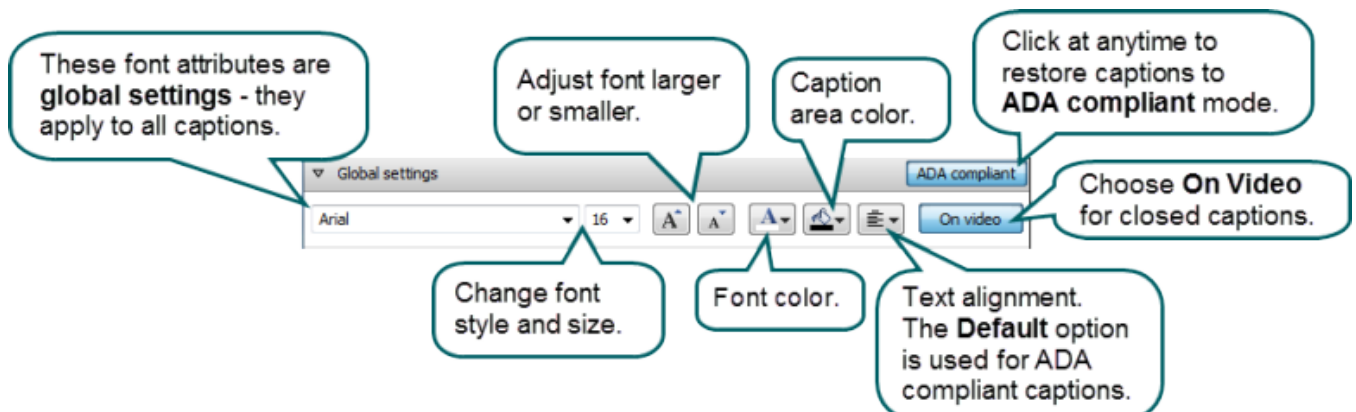 These font attributes are
global settings - they
apply to all captions.
Adjust font larger
or smaller.
Caption
area color.
Click at anytime to
restore captions to
ADA compliant mode.
Global settings
ADA compliant
Arial
16
A
A
A
On video
Choose On Video
for closed captions.
Change font
style and size.
Font color.
Text alignment.
The Default option
is used for ADA
compliant captions.